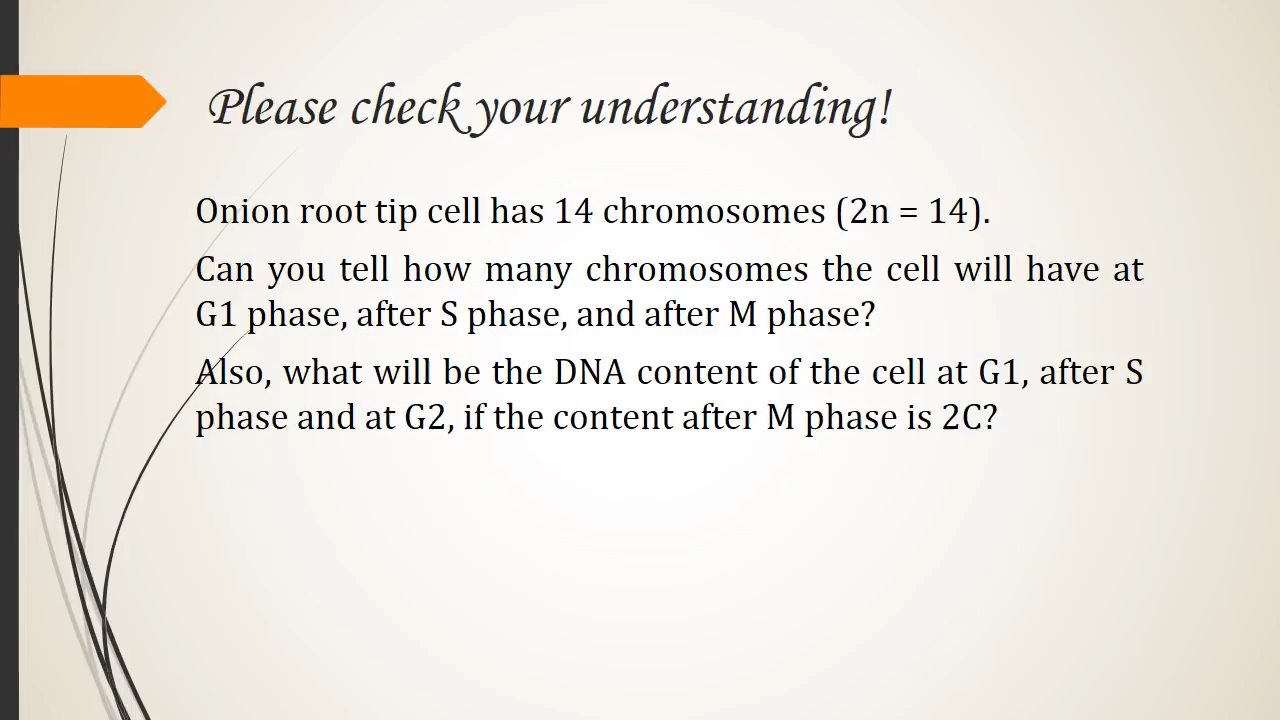 Please check your understanding!
Onion root tip cell has 14 chromosomes (2n = 14).
Can you tell how many chromosomes the cell will have at
G1 phase, after S phase, and after M phase?
Also, what will be the DNA content of the cell at G1, after S
phase and at G2, if the content after M phase is 2C?